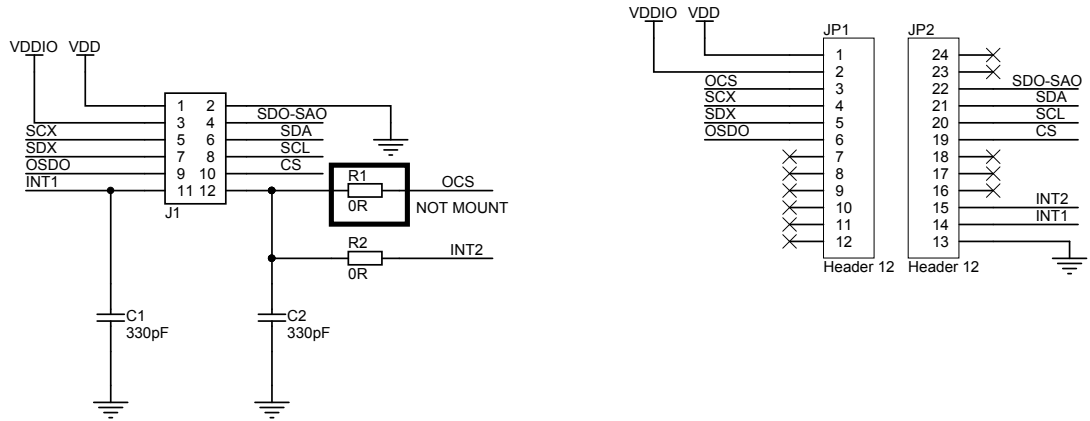 VDDIO VDD
1 2
3 4 SDO-SAO
SCX 5 6 SDA
SDX 7 8 SCL
OSDO 9 10 CS
INT1 11 12
J1
R1
0R
OCS
NOT MOUNT
R2
0R
INT2
C1
330pF
C2
330pF
VDDIO VDD
JP1
1
2
OCS 3
SCX 4
SDX 5
OSDO 6
7
8
9
10
11
12
Header 12
JP2
24
23
22 SDO-SAO
21 SDA
20 SCL
19 CS
18
17
16
15 INT2
14 INT1
13
Header 12